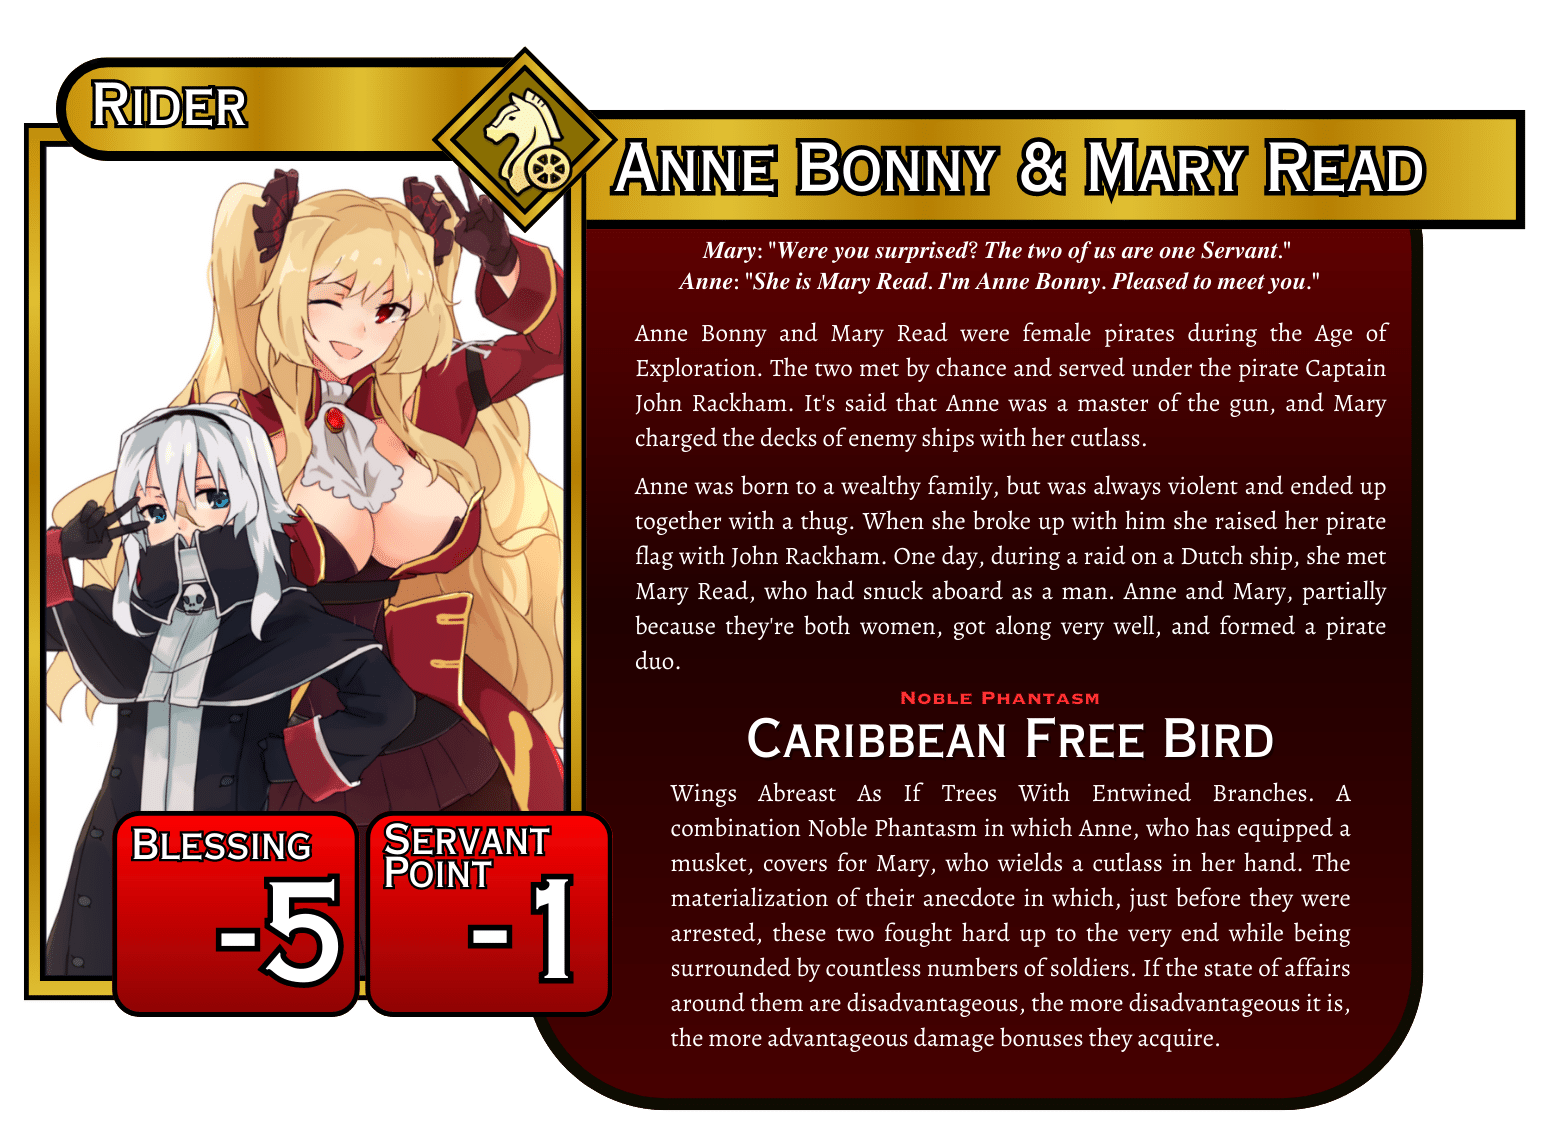 RIDER
ANNE BONNY & MARY READ
Mary: "Were you surprised? The two of us are one Servant."
Anne: "She is Mary Read. I'm Anne Bonny. Pleased to meet you."
Anne Bonny and Mary Read were female pirates during the Age of
Exploration. The two met by chance and served under the pirate Captain
John Rackham. It's said that Anne was a master of the gun, and Mary
charged the decks of enemy ships with her cutlass.
Anne was born to a wealthy family, but was always violent and ended up
together with a thug. When she broke up with him she raised her pirate
flag with John Rackham. One day, during a raid on a Dutch ship, she met
Mary Read, who had snuck aboard as a man. Anne and Mary, partially
because they're both women, got along very well, and formed a pirate
duo.
NOBLE PHANTASM
CARIBBEAN FREE BIRD
Wings Abreast As If Trees With Entwined Branches. A
combination Noble Phantasm in which Anne, who has equipped a
musket, covers for Mary, who wields a cutlass in her hand. The
materialization of their anecdote in which, just before they were
arrested, these two fought hard up to the very end while being
surrounded by countless numbers of soldiers. If the state of affairs
around them are disadvantageous, the more disadvantageous it is,
the more advantageous damage bonuses they acquire.
BLESSING
-5
SERVANT
POINT
-1